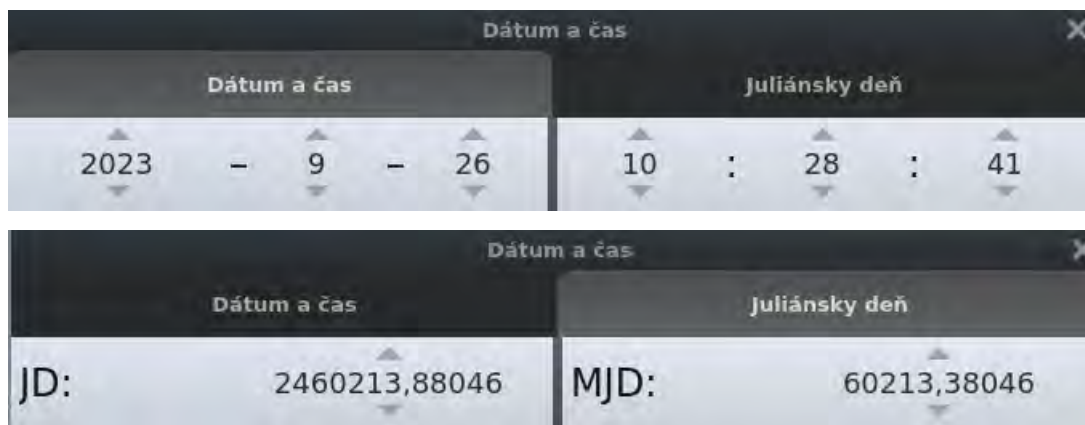 Dátum a čas
Dátum a čas Juliánsky deň
2023 – 9 – 26 10 : 28 : 41
Dátum a čas
Dátum a čas Juliánsky deň
JD: 2460213,88046 MJD: 60213,38046